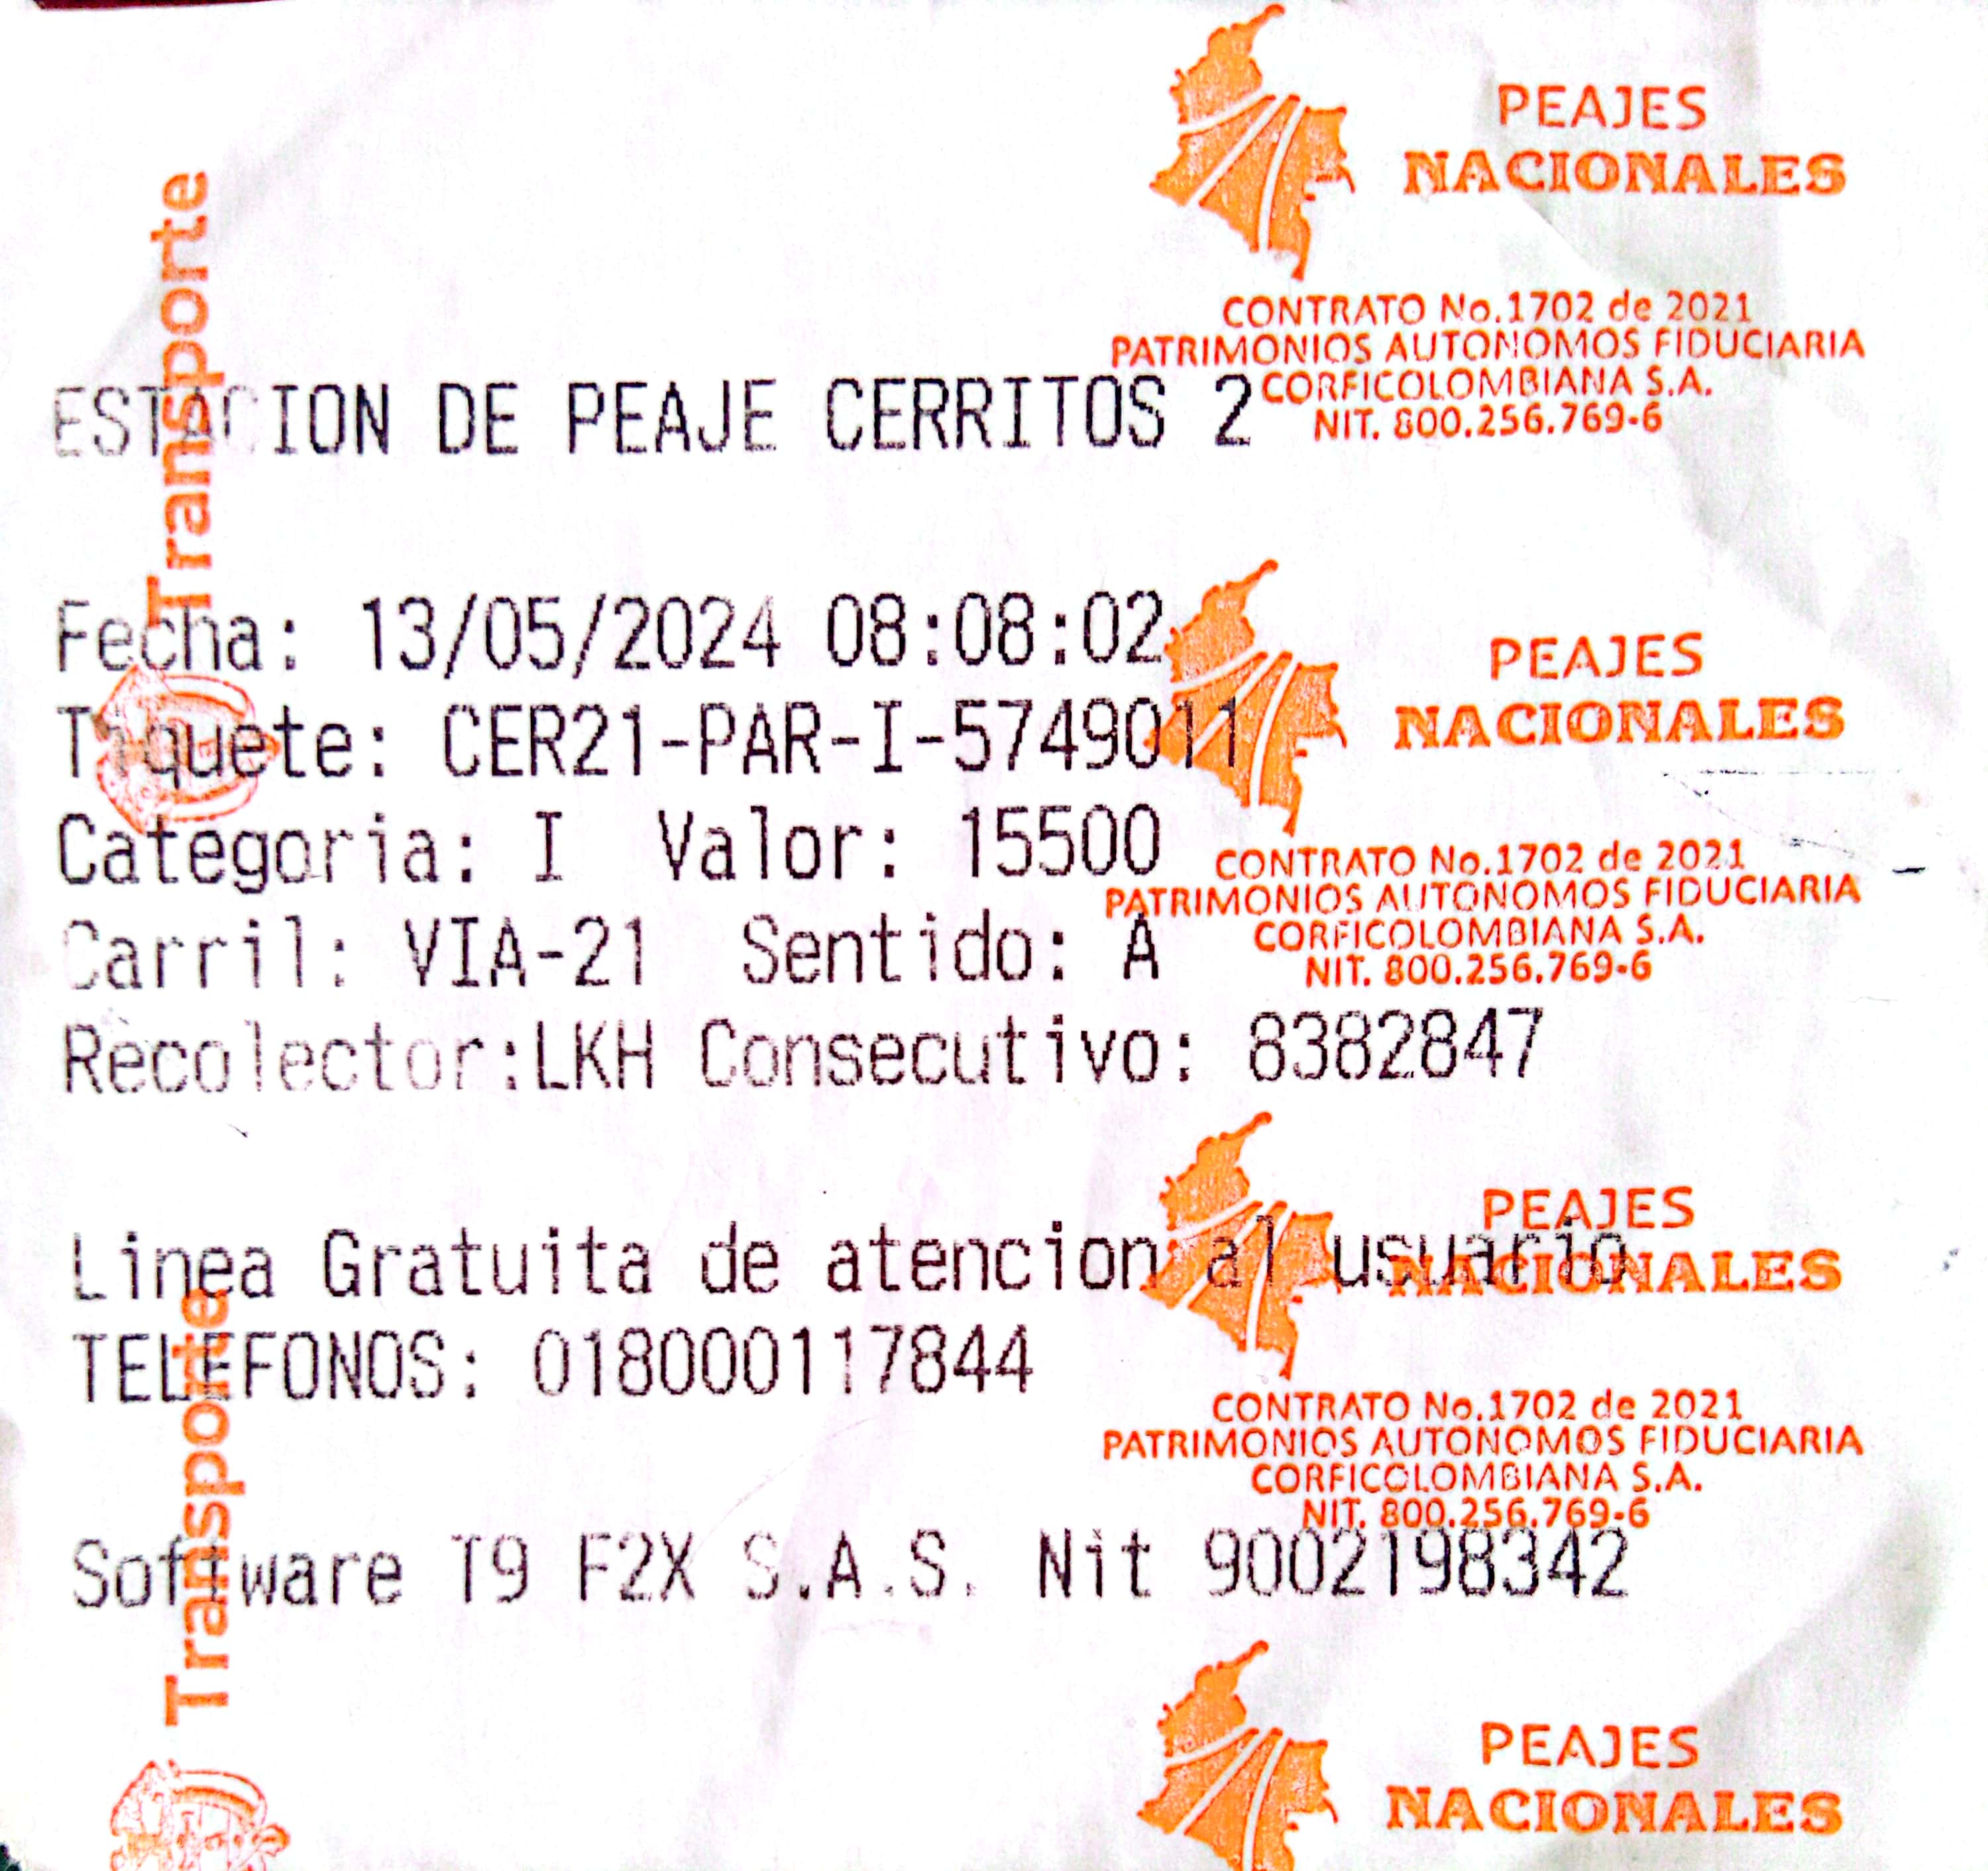 PEAJES
NACIONALES
CONTRATO No.1702 de 2021
PATRIMONIOS AUTONOMOS FIDUCIARIA
CORFICOLOMBIANA S.A.
NIT. 800.256.769-6
Transporte
ESTACION DE PEAJE CERRITOS 2
Fecha: 13/05/2024 08:08:02
Tiquete: CER21-PAR-I-5749011
Categoria: I Valor: 15500
Carril: VIA-21 Sentido: A
Recolector:LKH Consecutivo: 8382847
PEAJES
NACIONALES
CONTRATO No.1702 de 2021
PATRIMONIOS AUTONOMOS FIDUCIARIA
CORFICOLOMBIANA S.A.
NIT. 800.256.769-6
Linea Gratuita de atencion al usuario
TELEFONOS: 018000117844
PEAJES
NACIONALES
CONTRATO No.1702 de 2021
PATRIMONIOS AUTONOMOS FIDUCIARIA
CORFICOLOMBIANA S.A.
NIT. 800.256.769-6
Transporte
Software T9 F2X S.A.S. Nit 9002198342
PEAJES
NACIONALES